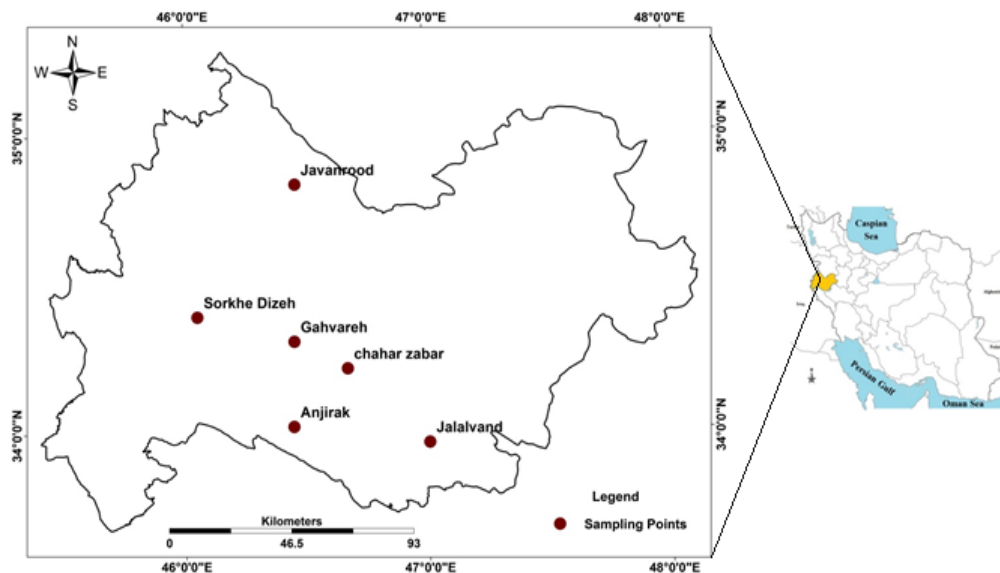 46°0'0"E
47°0'0"E
48°0'0"E
N
W
E
S
35°0'0"N
35°0'0"N
Javanrood
Caspian
Sea
Sorkhe Dizeh
Gahvareh
chahar zabar
Persian Gulf
Oman Sea
Anjirak
Jalalvand
34°0'0"N
34°0'0"N
Legend
Sampling Points
Kilometers
0
46.5
93
46°0'0"E
47°0'0"E
48°0'0"E